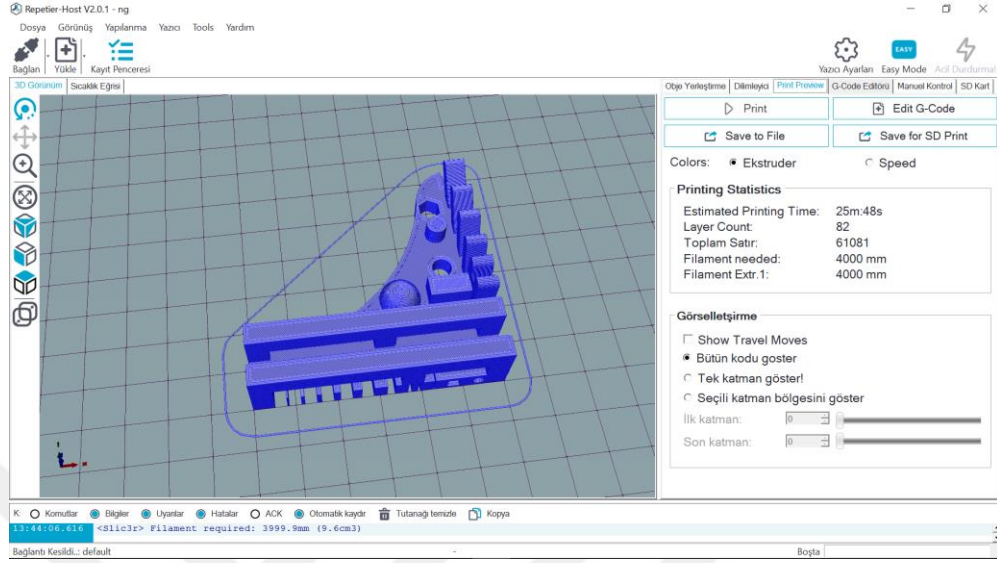 Repetier-Host V2.0.1 - ng
Dosya Görünüş Yapılanma Yazıcı Tools Yardım
Bağlan Yükle Kayıt Penceresi Yazıcı Ayarları EASY Easy Mode Acil Durdurma!
3D Görünüm Sıcaklık Eğrisi
Obje Yerleştirme Dilimleyici Print Preview G-Code Editörü Manuel Kontrol SD Kart
Print Edit G-Code
Save to File Save for SD Print
Colors: Ekstruder Speed
Printing Statistics
Estimated Printing Time: 25m:48s
Layer Count: 82
Toplam Satır: 61081
Filament needed: 4000 mm
Filament Extr.1: 4000 mm
Görselletşirme
Show Travel Moves
Bütün kodu goster
Tek katman göster!
Seçili katman bölgesini göster
İlk katman: 0
Son katman: 0
K Komutlar Bilgiler Uyarılar Hatalar ACK Otomatik kaydır Tutanağı temizle Kopya
13:44:06.616 <Slic3r> Filament required: 3999.9mm (9.6cm3)
Bağlantı Kesildi..: default - Boşta